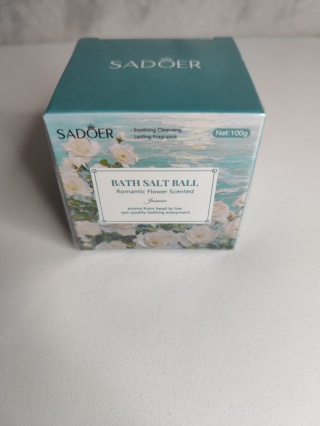 SADOER
SADOER
Soothing Cleansing
Lasting Fragrance
Net:100g
BATH SALT BALL
Romantic Flower Scented
Jasmine
aroma from head to toe
spa-quality bathing enjoyment